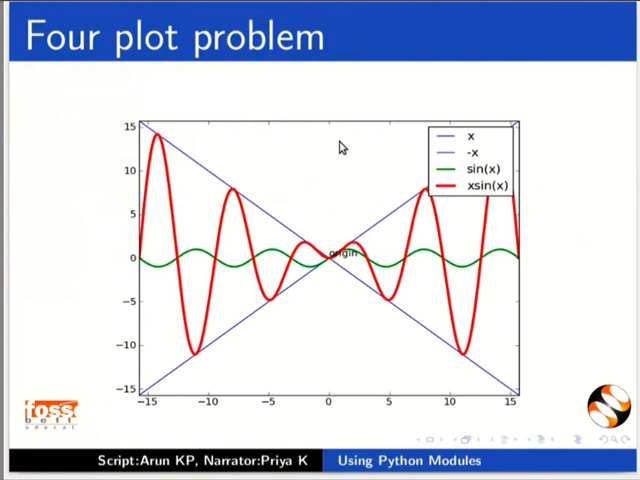 Four plot problem
15
10
5
0
−5
−10
−15
x
-x
sin(x)
xsin(x)
origin
−15 −10 −5 0 5 10 15
foss
Script:Arun KP, Narrator:Priya K Using Python Modules